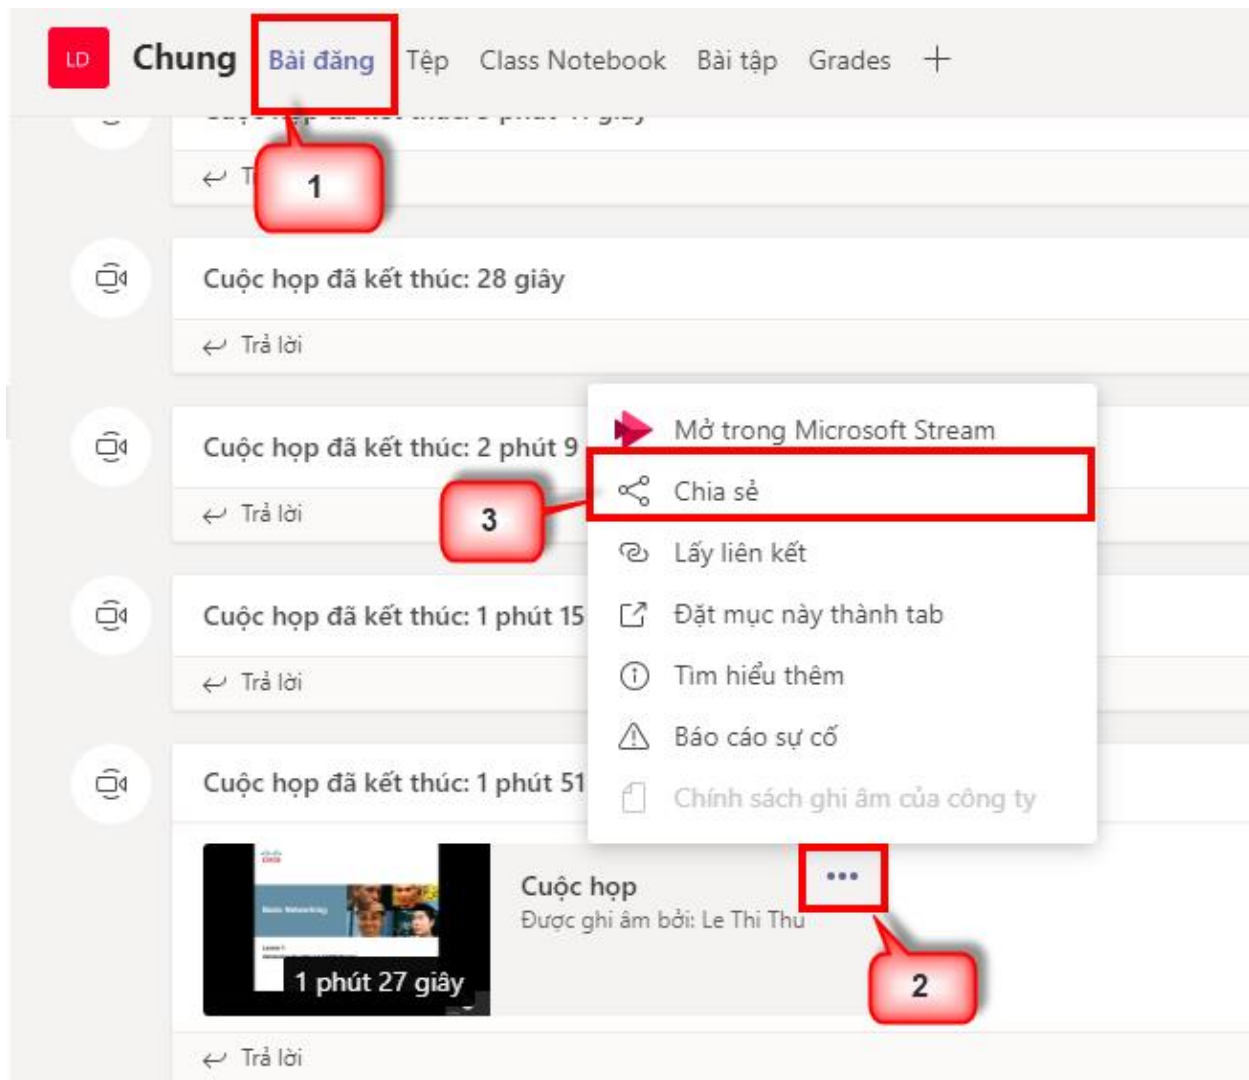 LD Chung Bài đăng Tệp Class Notebook Bài tập Grades
1
Cuộc họp đã kết thúc: 28 giây
Trả lời
Cuộc họp đã kết thúc: 2 phút 9
Trả lời
Mở trong Microsoft Stream
Chia sẻ
3
Lấy liên kết
Đặt mục này thành tab
Tìm hiểu thêm
Báo cáo sự cố
Chính sách ghi âm của công ty
Cuộc họp đã kết thúc: 1 phút 15
Trả lời
Cuộc họp đã kết thúc: 1 phút 51
Cuộc họp
Được ghi âm bởi: Le Thi Thu
1 phút 27 giây
2
Trả lời